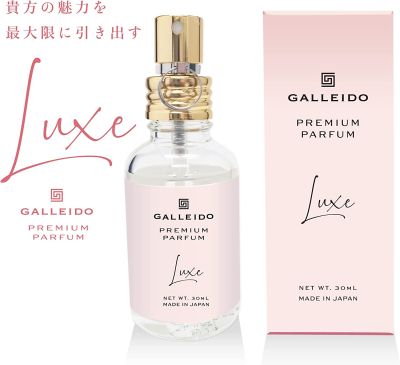 貴方の魅力を
最大限に引き出す
Luxe
GALLEIDO
PREMIUM
PARFUM
GALLEIDO
PREMIUM
PARFUM
Luxe
NET WT. 30ML
MADE IN JAPAN
GALLEIDO
PREMIUM
PARFUM
Luxe
NET WT. 30ML
MADE IN JAPAN